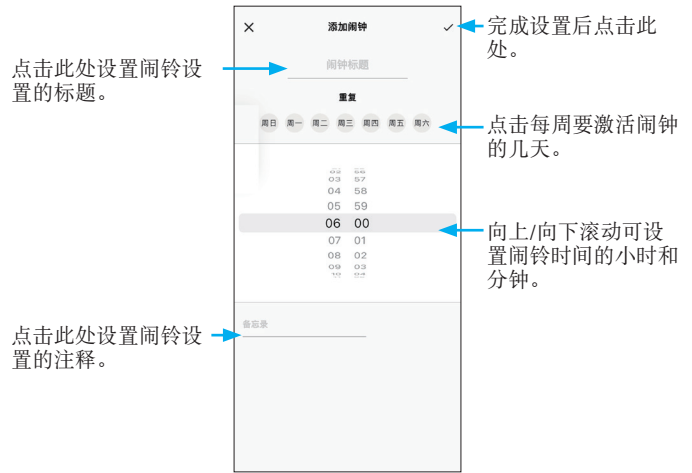 添加闹钟
完成设置后点击此
处。
点击此处设置闹铃设
置的标题。
闹钟标题
重复
周日 周一 周二 周三 周四 周五 周六
点击每周要激活闹钟
的几天。
02 56
03 57
04 58
05 59
06 00
07 01
08 02
09 03
10 04
向上/向下滚动可设
置闹铃时间的小时和
分钟。
备忘录
点击此处设置闹铃设
置的注释。